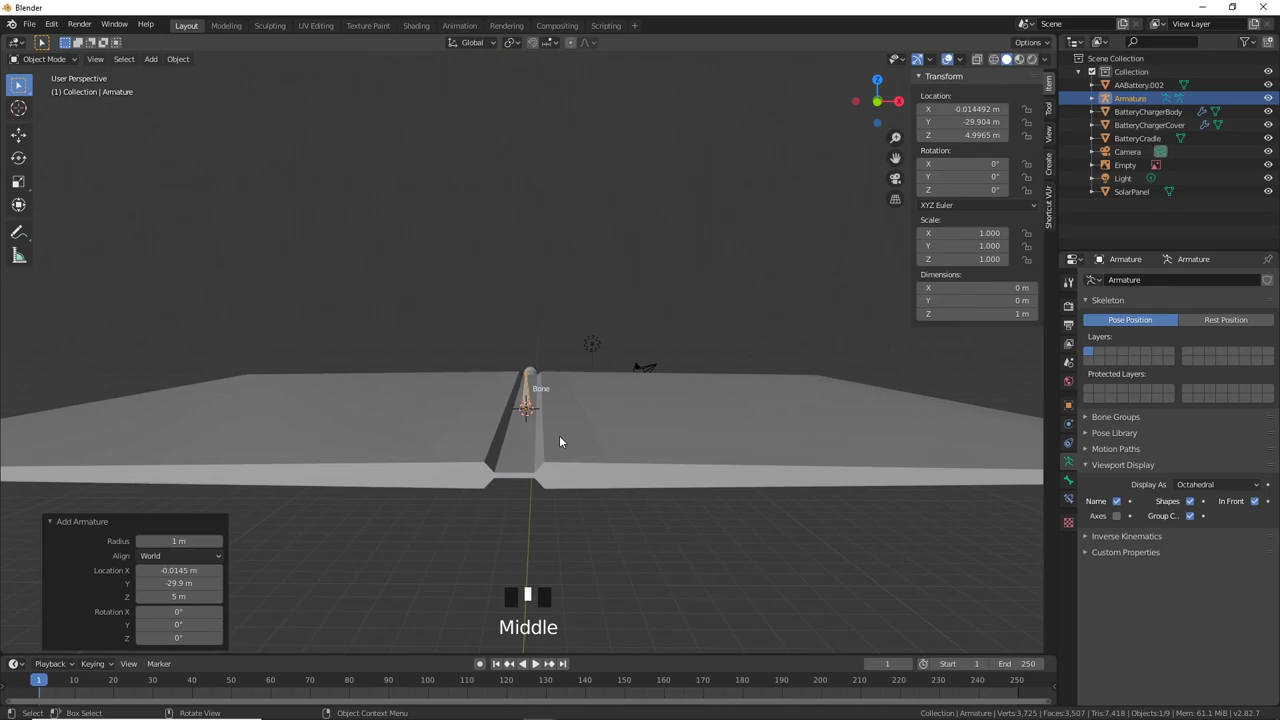 Blender
File Edit Render Window Help
Layout Modeling Sculpting UV Editing Texture Paint Shading Animation Rendering Compositing Scripting
Scene
View Layer
Global
Options
Object Mode View Select Add Object
User Perspective
(1) Collection | Armature
Z
X
Bone
Transform
Location:
X -0.014492 m
Y -29.904 m
Z 4.9965 m
Rotation:
X 0°
Y 0°
Z 0°
XYZ Euler
Scale:
X 1.000
Y 1.000
Z 1.000
Dimensions:
X 0 m
Y 0 m
Z 1 m
Item
Tool
View
Create
Shortcut VUr
Scene Collection
Collection
AABattery.002
Armature
BatteryChargerBody
BatteryChargerCover
BatteryCradle
Camera
Empty
Light
SolarPanel
Armature Armature
Armature
Skeleton
Pose Position Rest Position
Layers:
Protected Layers:
Bone Groups
Pose Library
Motion Paths
Viewport Display
Display As Octahedral
Name Shapes In Front
Axes Group C..
Inverse Kinematics
Custom Properties
Add Armature
Radius 1 m
Align World
Location X -0.0145 m
Y -29.9 m
Z 5 m
Rotation X 0°
Y 0°
Z 0°
Middle
Playback Keying View Marker
1
Start 1
End 250
1 10 20 30 40 50 60 70 80 90 100 110 120 130 140 150 160 170 180 190 200 210 220 230 240 250
Select Box Select Rotate View Object Context Menu
Collection | Armature | Verts:3,725 | Faces:3,507 | Tris:7,418 | Objects:1/9 | Mem: 61.1 MiB | v2.82.7